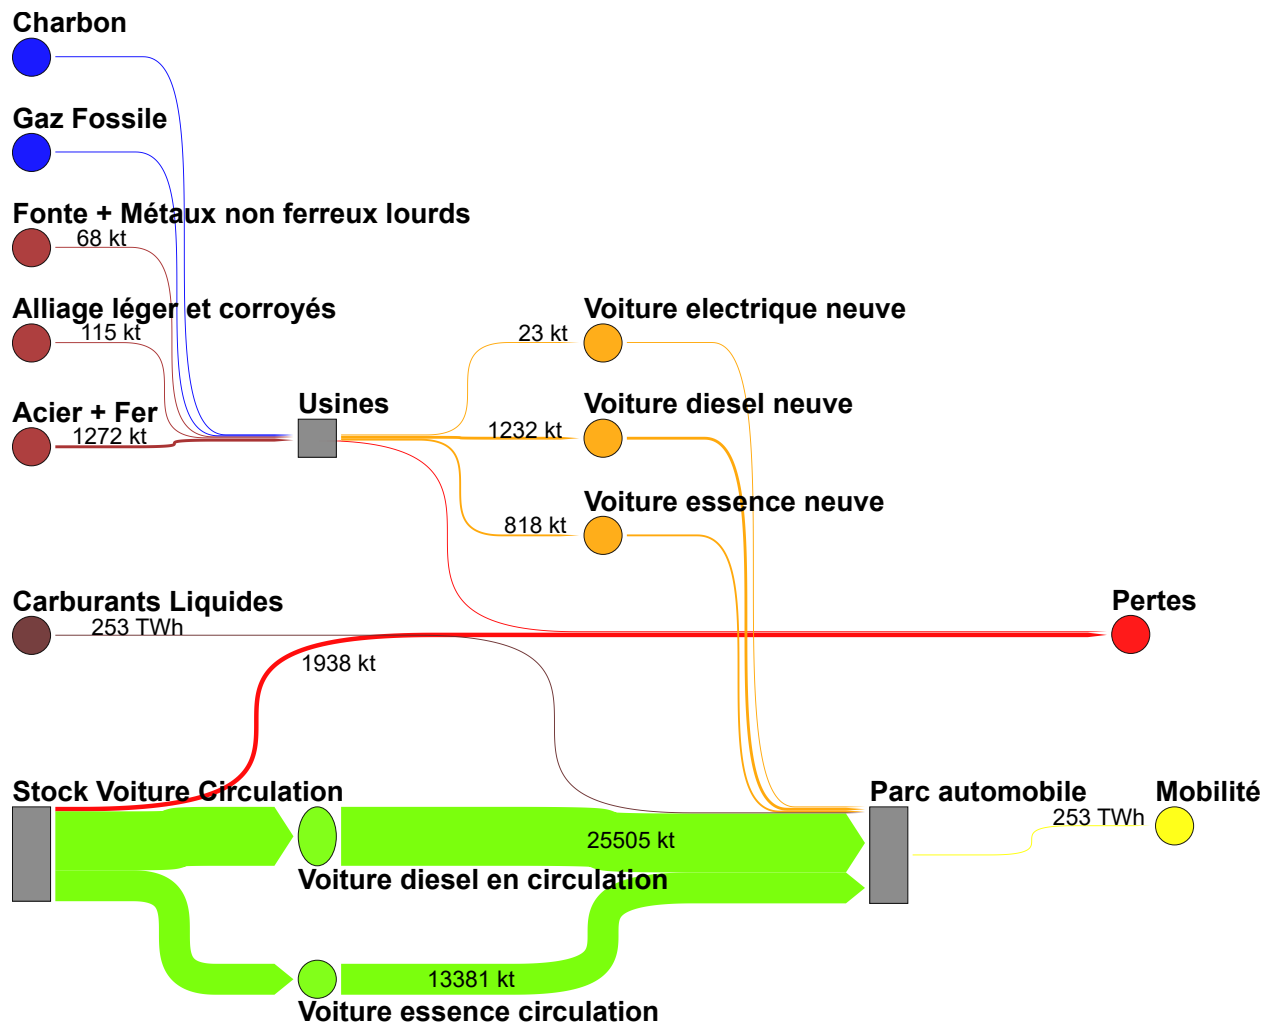 Charbon
Gaz Fossile
Fonte + Métaux non ferreux lourds
68 kt
Alliage léger et corroyés
115 kt
Voiture electrique neuve
23 kt
Acier + Fer
1272 kt
Usines
Voiture diesel neuve
1232 kt
Voiture essence neuve
818 kt
Carburants Liquides
253 TWh
Pertes
1938 kt
Stock Voiture Circulation
Parc automobile
Mobilité
253 TWh
25505 kt
Voiture diesel en circulation
13381 kt
Voiture essence circulation